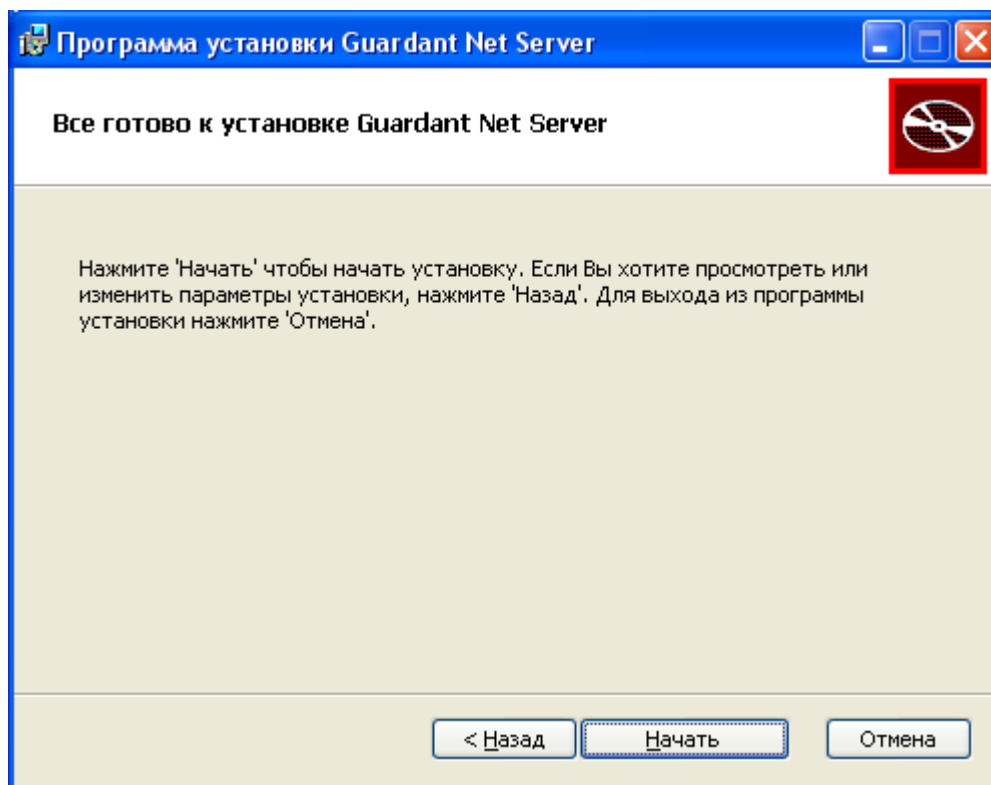 Программа установки Guardant Net Server
Все готово к установке Guardant Net Server
Нажмите 'Начать' чтобы начать установку. Если Вы хотите просмотреть или
изменить параметры установки, нажмите 'Назад'. Для выхода из программы
установки нажмите 'Отмена'.
< Назад Начать Отмена